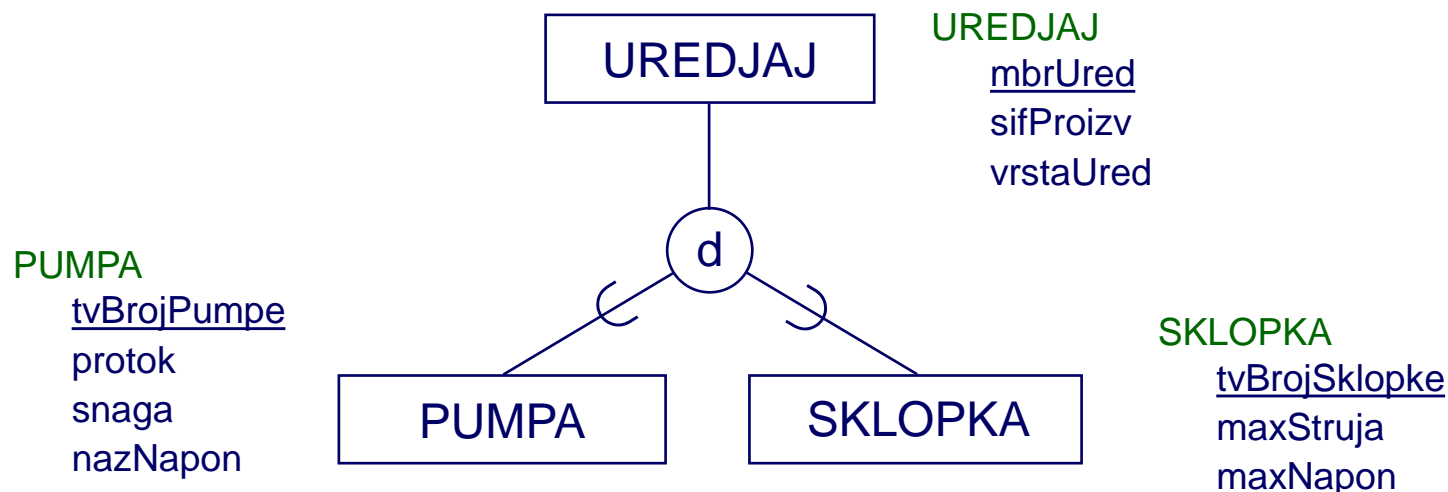 UREDJAJ
UREDJAJ
mbrUred
sifProizv
vrstaUred
d
PUMPA
tvBrojPumpe
protok
snaga
nazNapon
PUMPA
SKLOPKA
SKLOPKA
tvBrojSklopke
maxStruja
maxNapon